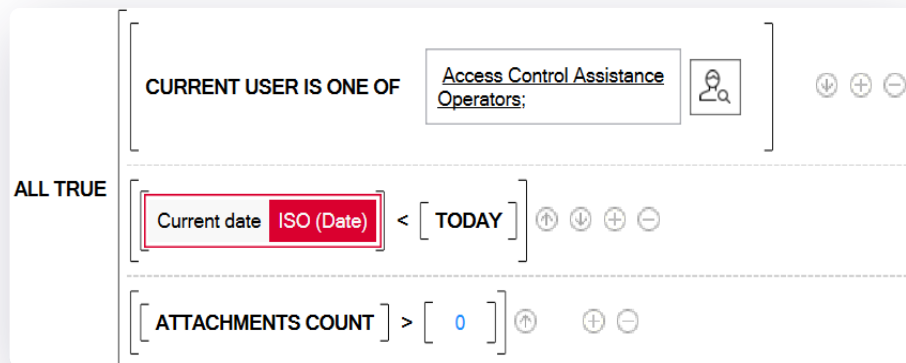 CURRENT USER IS ONE OF
Access Control Assistance
Operators;
ALL TRUE
Current date ISO (Date) < TODAY
ATTACHMENTS COUNT > 0